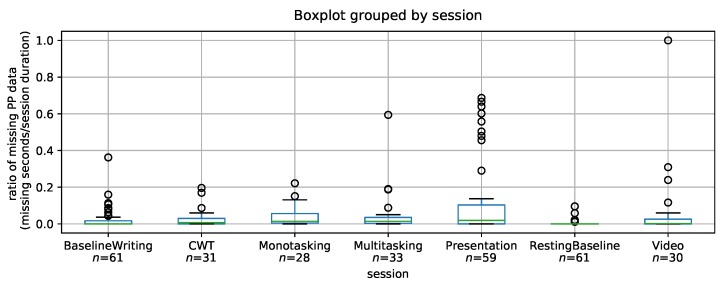 Boxplot grouped by session
ratio of missing PP data
(missing seconds/session duration)
1.0
0.8
0.6
0.4
0.2
0.0
BaselineWriting CWT Monotasking Multitasking Presentation RestingBaseline Video
n=61 n=31 n=28 n=33 n=59 n=61 n=30
session